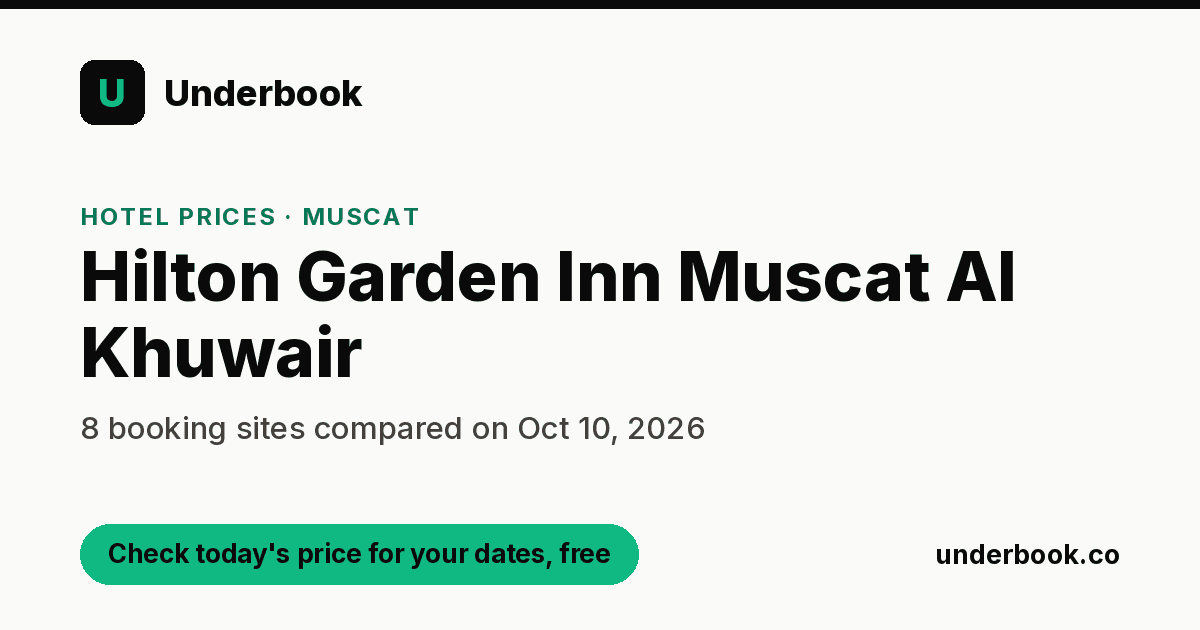 U Underbook
HOTEL PRICES · MUSCAT
Hilton Garden Inn Muscat Al
Khuwair
8 booking sites compared on Oct 10, 2026
Check today's price for your dates, free
underbook.co